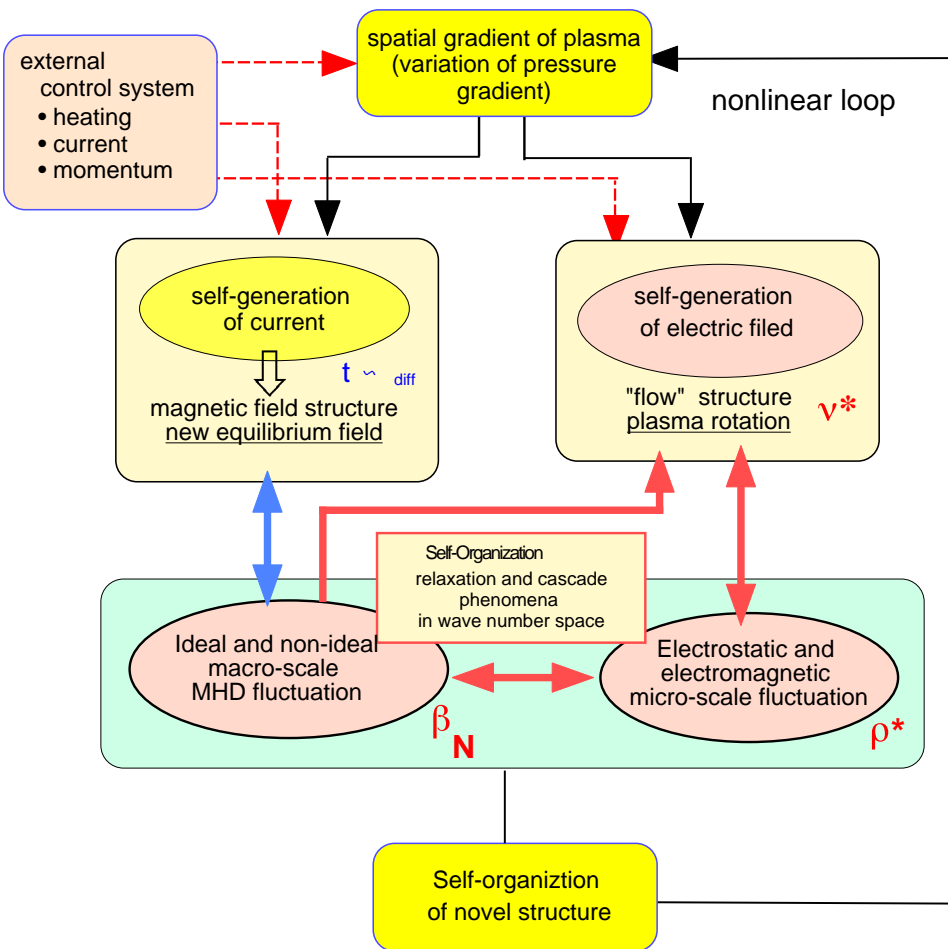 external
control system
• heating
• current
• momentum
spatial gradient of plasma
(variation of pressure
gradient)
nonlinear loop
self-generation
of current
t ~ diff
magnetic field structure
new equilibrium field
self-generation
of electric filed
"flow" structure
plasma rotation
ν*
Self-Organization
relaxation and cascade
phenomena
in wave number space
Ideal and non-ideal
macro-scale
MHD fluctuation
βN
Electrostatic and
electromagnetic
micro-scale fluctuation
ρ*
Self-organiztion
of novel structure